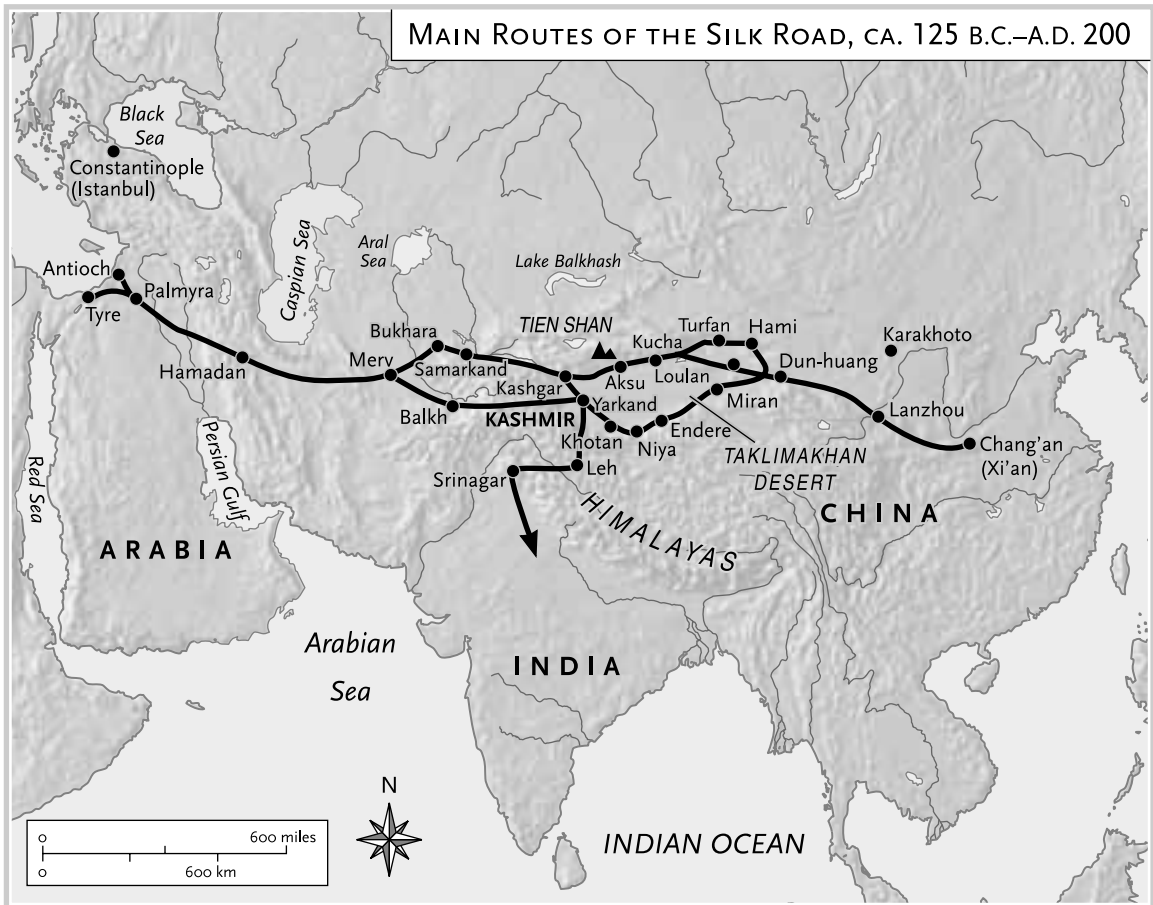 MAIN ROUTES OF THE SILK ROAD, CA. 125 B.C.–A.D. 200
Black
Sea
Constantinople
(Istanbul)
Caspian Sea
Aral
Sea
Lake Balkhash
Antioch
Palmyra
Tyre
Hamadan
Bukhara
Merv
Samarkand
Balkh
TIEN SHAN
Kashgar
Aksu
Kucha
Turfan
Hami
Loulan
Karakhoto
Dun-huang
Miran
Lanzhou
Chang'an
(Xi'an)
KASHMIR
Yarkand
Khotan
Niya
Endere
TAKLIMAKHAN
DESERT
Srinagar
Leh
HIMALAYAS
CHINA
Red Sea
Persian Gulf
ARABIA
Arabian
Sea
INDIA
INDIAN OCEAN
N
0 600 miles
0 600 km